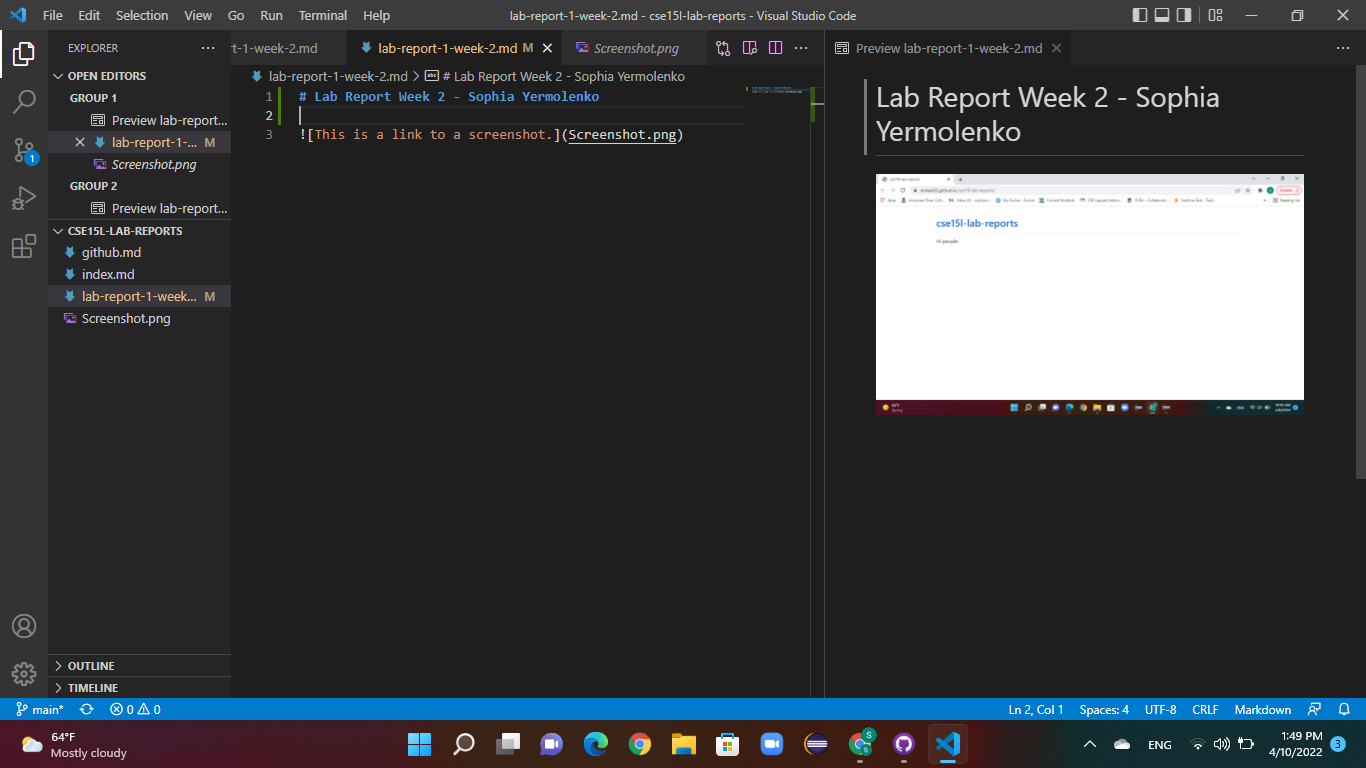 File Edit Selection View Go Run Terminal Help
lab-report-1-week-2.md - cse15l-lab-reports - Visual Studio Code
EXPLORER
OPEN EDITORS
GROUP 1
Preview lab-report...
lab-report-1-... M
Screenshot.png
GROUP 2
Preview lab-report...
CSE15L-LAB-REPORTS
github.md
index.md
lab-report-1-week... M
Screenshot.png
OUTLINE
TIMELINE
rt-1-week-2.md
lab-report-1-week-2.md M
Screenshot.png
lab-report-1-week-2.md > # Lab Report Week 2 - Sophia Yermolenko
1 # Lab Report Week 2 - Sophia Yermolenko
2
3 ![This is a link to a screenshot.](Screenshot.png)
Preview lab-report-1-week-2.md
Lab Report Week 2 - Sophia
Yermolenko
cse15l-lab-reports
cse15l-lab-reports
Hi people
1
main*
0 0
Ln 2, Col 1 Spaces: 4 UTF-8 CRLF Markdown
64°F
Mostly cloudy
S
ENG
1:49 PM
4/10/2022
3